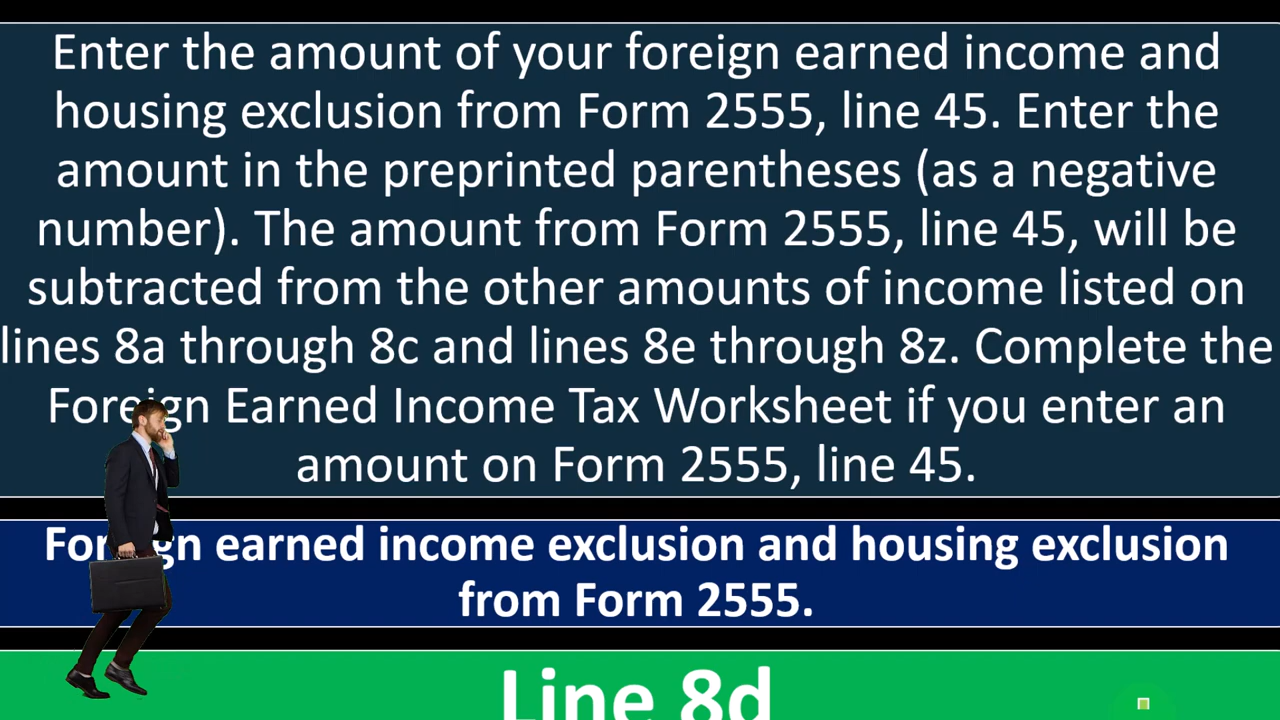 Enter the amount of your foreign earned income and
housing exclusion from Form 2555, line 45. Enter the
amount in the preprinted parentheses (as a negative
number). The amount from Form 2555, line 45, will be
subtracted from the other amounts of income listed on
lines 8a through 8c and lines 8e through 8z. Complete the
Foreign Earned Income Tax Worksheet if you enter an
amount on Form 2555, line 45.
Foreign earned income exclusion and housing exclusion
from Form 2555.
Line 8d